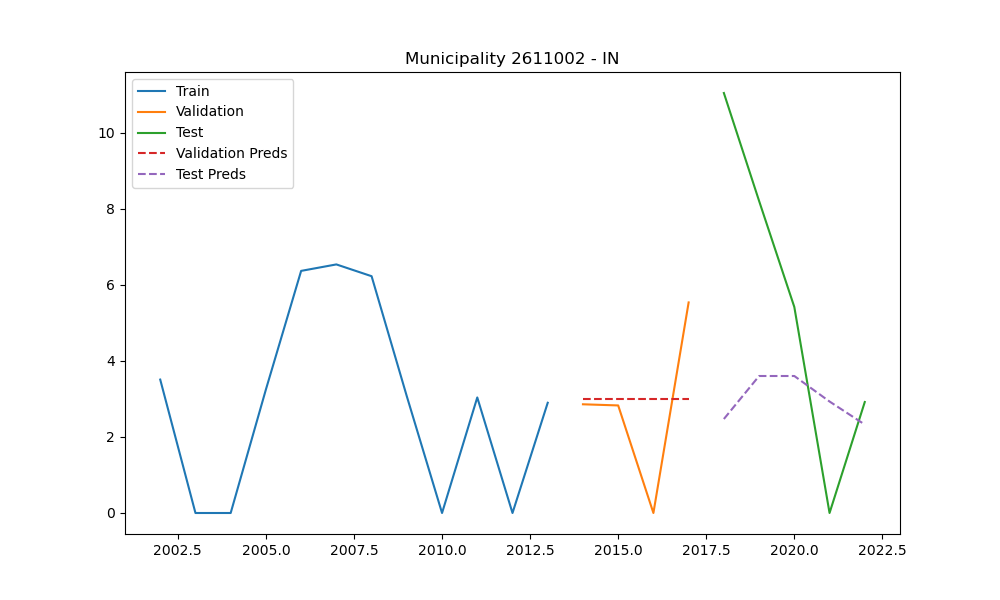 Municipality 2611002 - IN
Train
Validation
Test
Validation Preds
Test Preds
10
8
6
4
2
0
2002.5 2005.0 2007.5 2010.0 2012.5 2015.0 2017.5 2020.0 2022.5